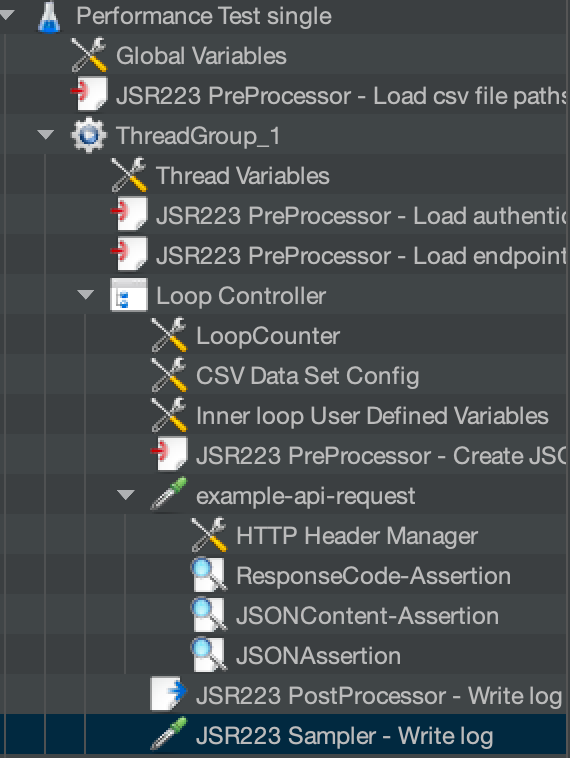 Performance Test single
Global Variables
JSR223 PreProcessor - Load csv file paths
ThreadGroup_1
Thread Variables
JSR223 PreProcessor - Load authentic
JSR223 PreProcessor - Load endpoint
Loop Controller
LoopCounter
CSV Data Set Config
Inner loop User Defined Variables
JSR223 PreProcessor - Create JSO
example-api-request
HTTP Header Manager
ResponseCode-Assertion
JSONContent-Assertion
JSONAssertion
JSR223 PostProcessor - Write log
JSR223 Sampler - Write log